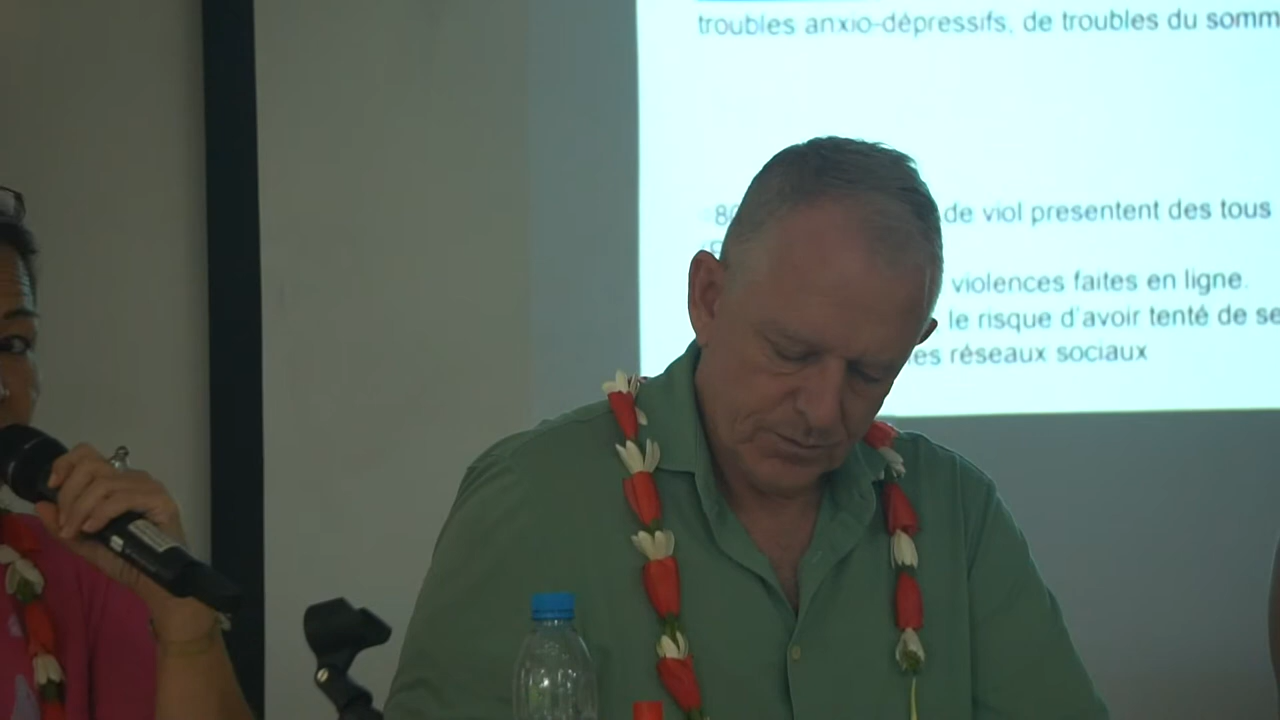 troubles anxio-dépressifs, de troubles du somm
80 de viol presentent des tous
violences faites en ligne.
le risque d'avoir tenté de se
es réseaux sociaux